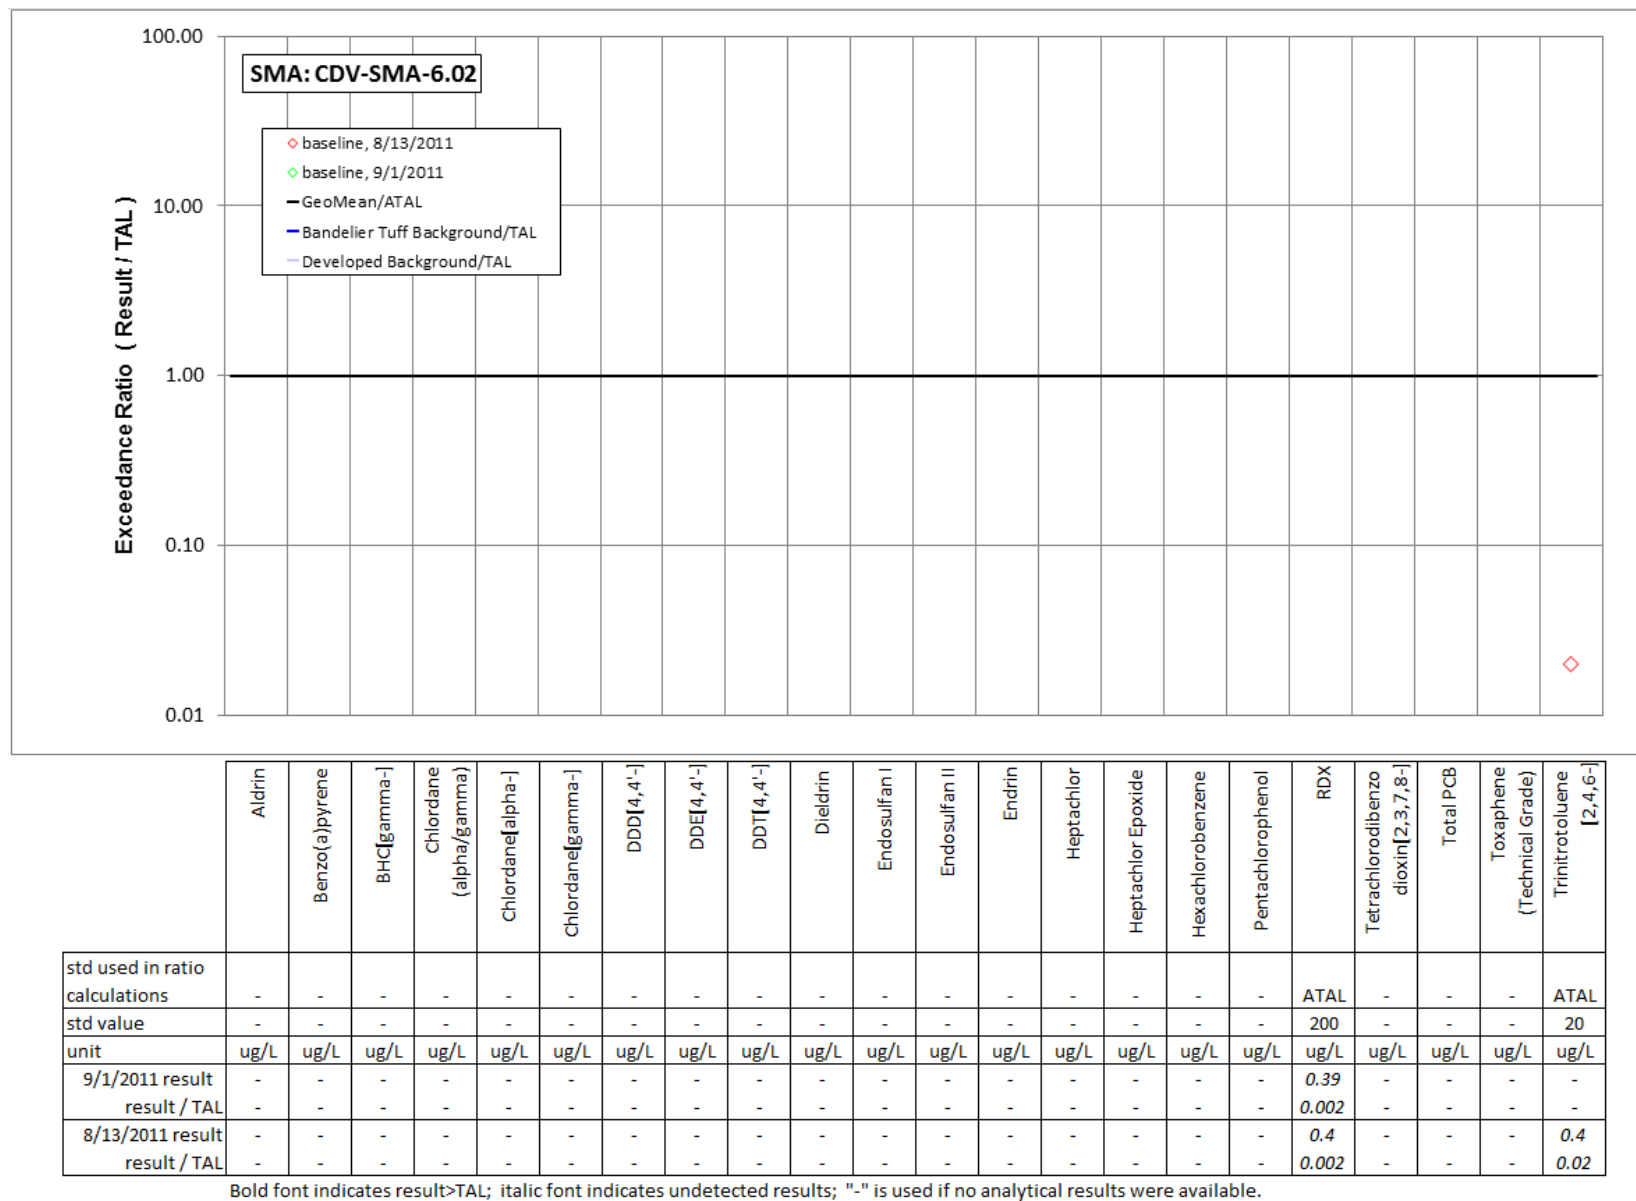 100.00
10.00
1.00
0.10
0.01
Exceedance Ratio ( Result / TAL )
SMA: CDV-SMA-6.02
baseline, 8/13/2011
baseline, 9/1/2011
GeoMean/ATAL
Bandelier Tuff Background/TAL
Developed Background/TAL
Aldrin
Benzo(a)pyrene
BHC[gamma-]
Chlordane
(alpha/gamma)
Chlordane[alpha-]
Chlordane[gamma-]
DDD[4,4'-]
DDE[4,4'-]
DDT[4,4'-]
Dieldrin
Endosulfan I
Endosulfan II
Endrin
Heptachlor
Heptachlor Epoxide
Hexachlorobenzene
Pentachlorophenol
RDX
Tetrachlorodibenzo
dioxin[2,3,7,8-]
Total PCB
Toxaphene
(Technical Grade)
Trinitrotoluene
[2,4,6-]
std used in ratio
calculations - - - - - - - - - - - - - - - - - ATAL - - - ATAL
std value - - - - - - - - - - - - - - - - - 200 - - - 20
unit ug/L ug/L ug/L ug/L ug/L ug/L ug/L ug/L ug/L ug/L ug/L ug/L ug/L ug/L ug/L ug/L ug/L ug/L ug/L ug/L ug/L ug/L
9/1/2011 result - - - - - - - - - - - - - - - - - 0.39 - - - -
result / TAL - - - - - - - - - - - - - - - - - 0.002 - - - -
8/13/2011 result - - - - - - - - - - - - - - - - - 0.4 - - - 0.4
result / TAL - - - - - - - - - - - - - - - - - 0.002 - - - 0.02
Bold font indicates result>TAL; italic font indicates undetected results; "-" is used if no analytical results were available.